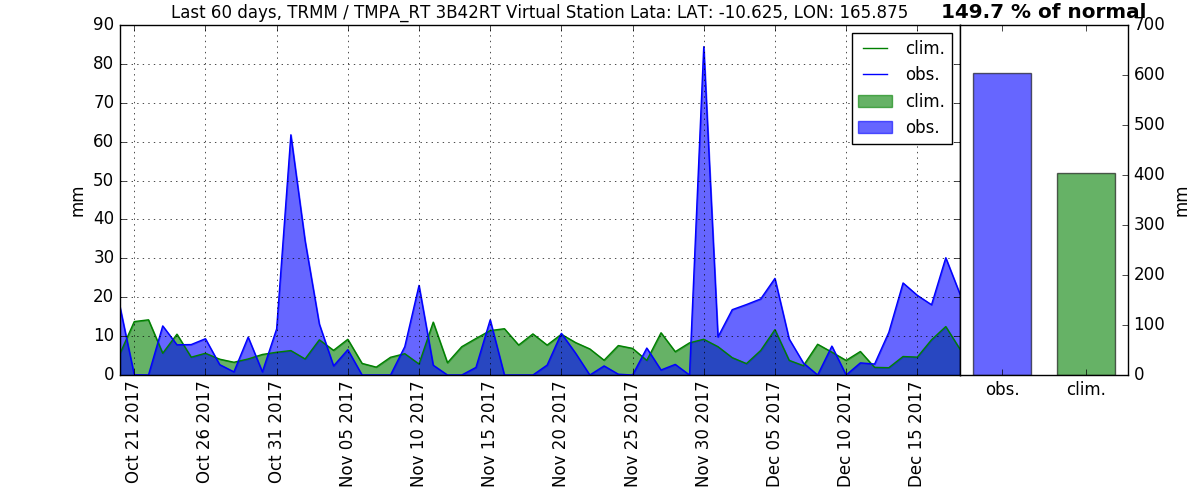 Last 60 days, TRMM / TMPA_RT 3B42RT Virtual Station Lata: LAT: -10.625, LON: 165.875
149.7 % of normal
90
80
70
60
50
40
30
20
10
0
mm
clim.
obs.
clim.
obs.
Oct 21 2017
Oct 26 2017
Oct 31 2017
Nov 05 2017
Nov 10 2017
Nov 15 2017
Nov 20 2017
Nov 25 2017
Nov 30 2017
Dec 05 2017
Dec 10 2017
Dec 15 2017
obs.
clim.
700
600
500
400
300
200
100
0
mm